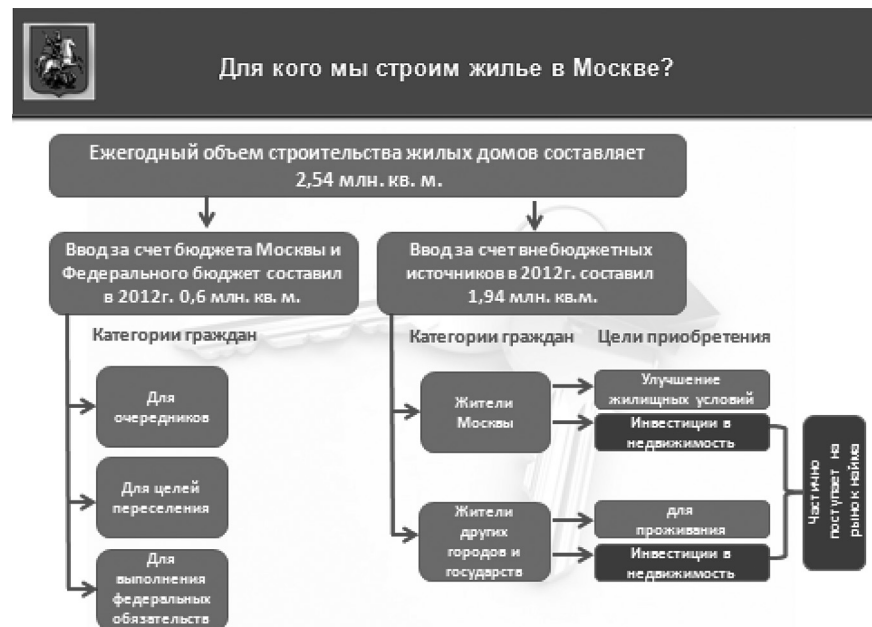 Для кого мы строим жилье в Москве?
Ежегодный объем строительства жилых домов составляет
2,54 млн. кв. м.
Ввод за счет бюджета Москвы и
Федерального бюджет составил
в 2012г. 0,6 млн. кв. м.
Категории граждан
Для
очередников
Для целей
переселения
Для
выполнения
федеральных
обязательств
Ввод за счет внебюджетных
источников в 2012г. составил
1,94 млн. кв.м.
Категории граждан
Цели приобретения
Жители
Москвы
Улучшение
жилищных условий
Инвестиции в
недвижимость
Жители
других
городов и
государств
для
проживания
Инвестиции в
недвижимость
Частично
поступает на
рынок найма